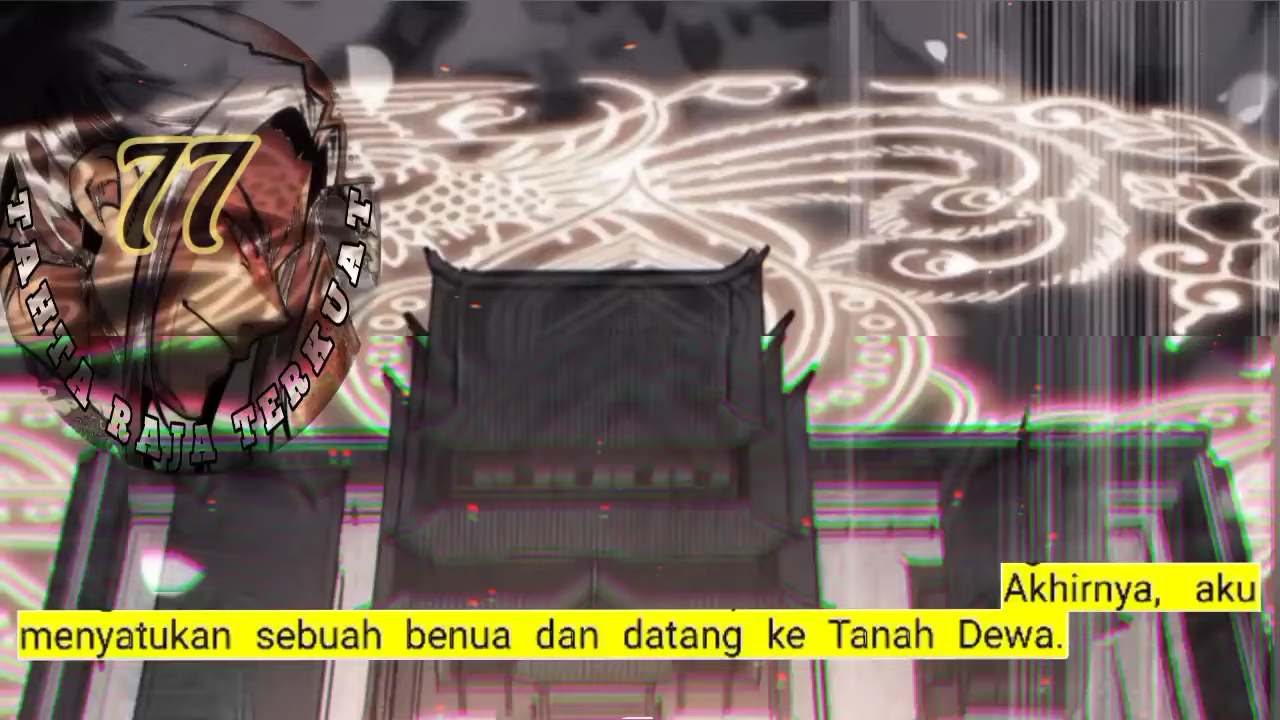 77
TAHTA RAJA TERKUAT
Akhirnya, aku
menyatukan sebuah benua dan datang ke Tanah Dewa.